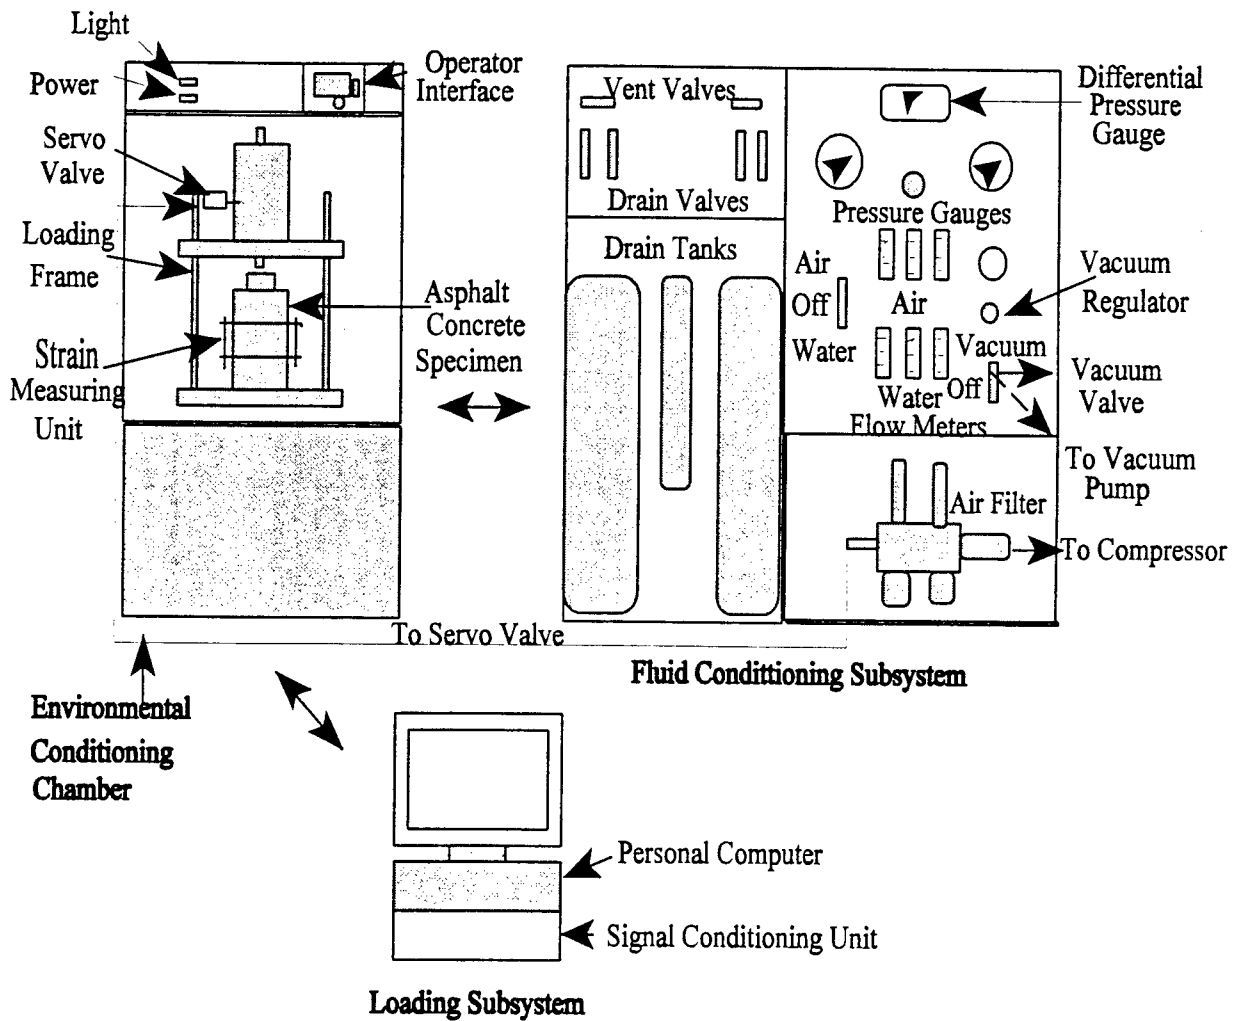 Light
Power
Operator
Interface
Servo
Valve
Loading
Frame
Asphalt
Concrete
Specimen
Strain
Measuring
Unit
Vent Valves
Drain Valves
Drain Tanks
Differential
Pressure
Gauge
Pressure Gauges
Air
Off
Water
Air
Vacuum
Regulator
Vacuum
Off
Water
Flow Meters
Vacuum
Valve
To Vacuum
Pump
Air Filter
To Compressor
To Servo Valve
Fluid Condittioning Subsystem
Environmental
Conditioning
Chamber
Personal Computer
Signal Conditioning Unit
Loading Subsystem